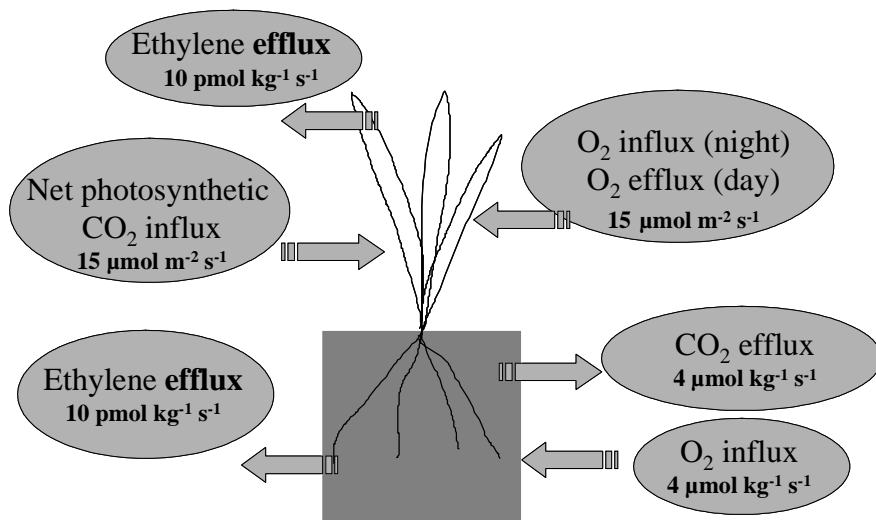 Ethylene efflux
10 pmol kg⁻¹ s⁻¹
O₂ influx (night)
O₂ efflux (day)
15 µmol m⁻² s⁻¹
Net photosynthetic
CO₂ influx
15 µmol m⁻² s⁻¹
Ethylene efflux
10 pmol kg⁻¹ s⁻¹
CO₂ efflux
4 µmol kg⁻¹ s⁻¹
O₂ influx
4 µmol kg⁻¹ s⁻¹